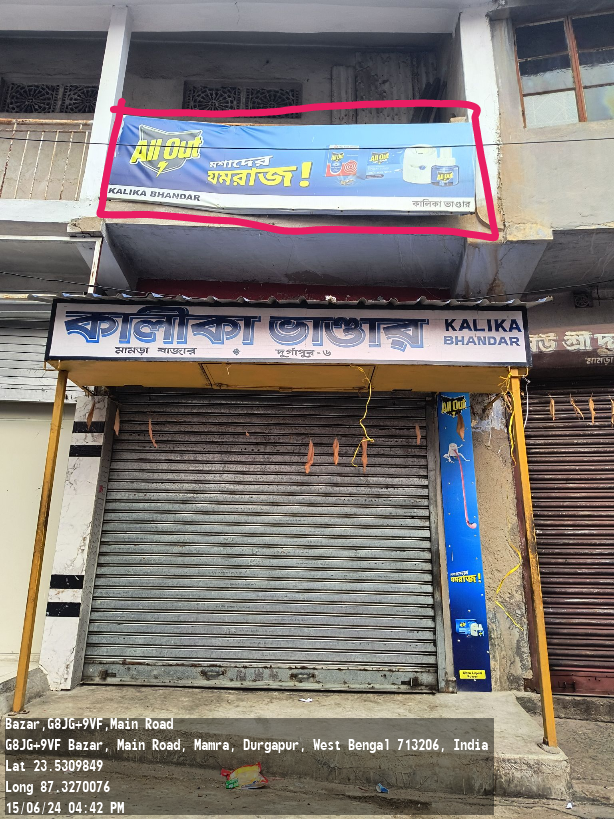 All Out
মশাদের
যমরাজ!
KALIKA BHANDAR
কালিকা ভাণ্ডার
কালীকা ভাণ্ডার
KALIKA
BHANDAR
মামড়া বাজার
দুর্গাপুর-৬
All Out
যমরাজ!
মামড়া
Bazar,G8JG+9VF,Main Road
G8JG+9VF Bazar, Main Road, Mamra, Durgapur, West Bengal 713206, India
Lat 23.5309849
Long 87.3270076
15/06/24 04:42 PM